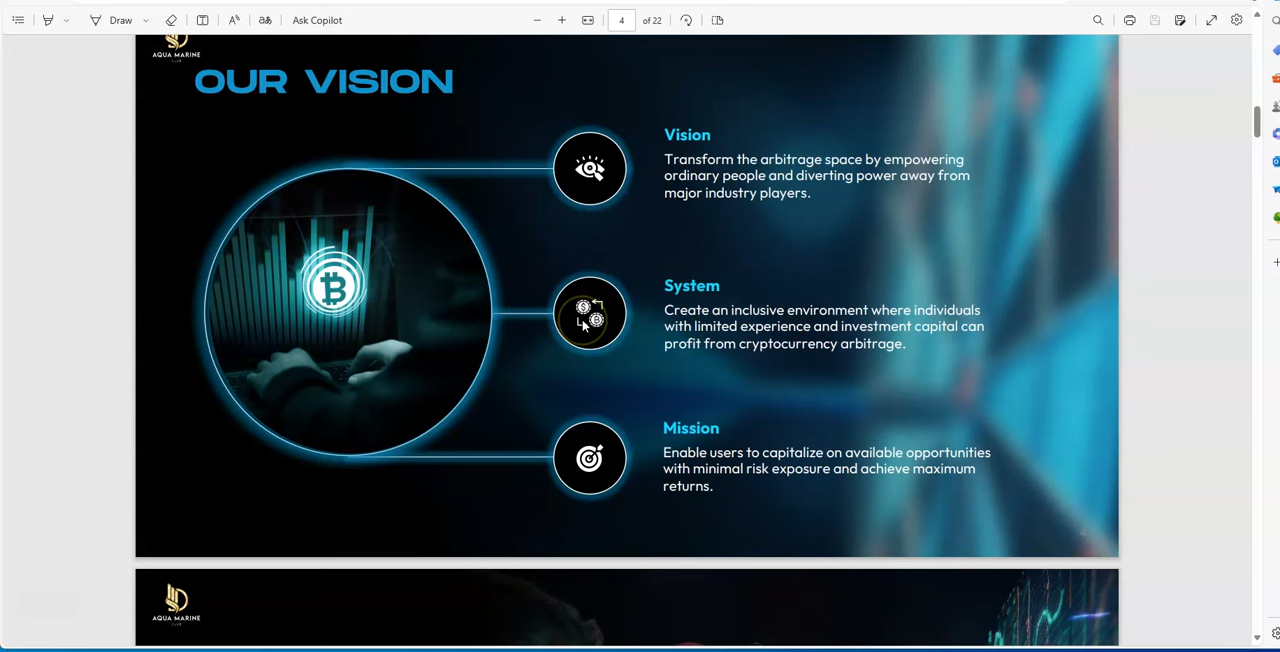 Draw
Ask Copilot
4
of 22
AQUA MARINE
OUR VISION
Vision
Transform the arbitrage space by empowering
ordinary people and diverting power away from
major industry players.
System
Create an inclusive environment where individuals
with limited experience and investment capital can
profit from cryptocurrency arbitrage.
Mission
Enable users to capitalize on available opportunities
with minimal risk exposure and achieve maximum
returns.
4
AQUA MARINE